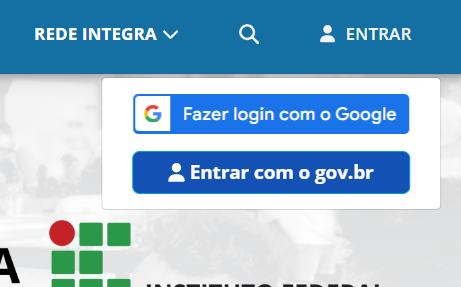 REDE INTEGRA
ENTRAR
Fazer login com o Google
Entrar com o gov.br
A
INSTITUTO FEDERAL